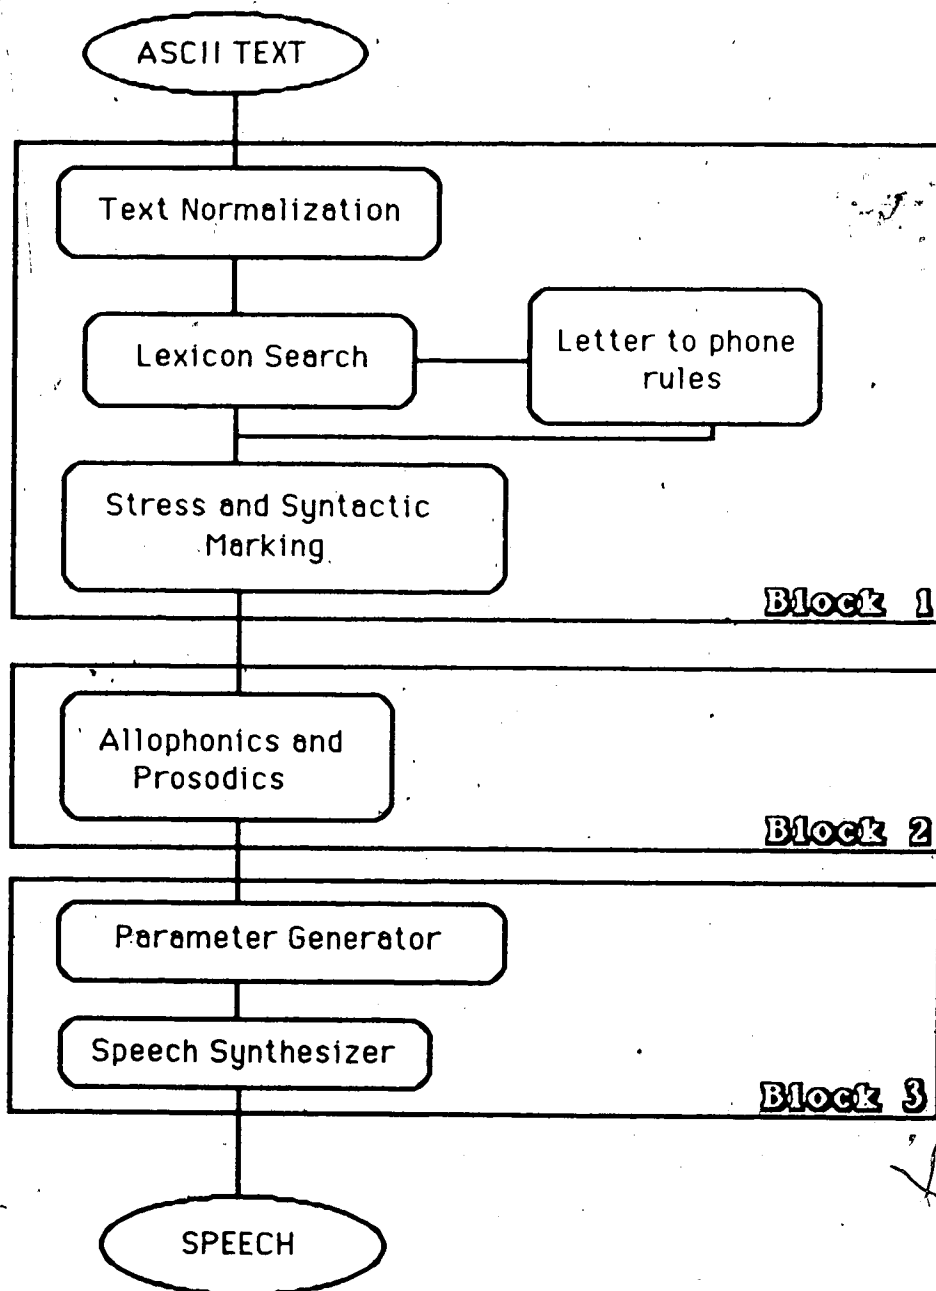 ASCII TEXT
Text Normalization
Lexicon Search
Letter to phone
rules
Stress and Syntactic
Marking
Block 1
Allophonics and
Prosodics
Block 2
Parameter Generator
Speech Synthesizer
Block 3
SPEECH